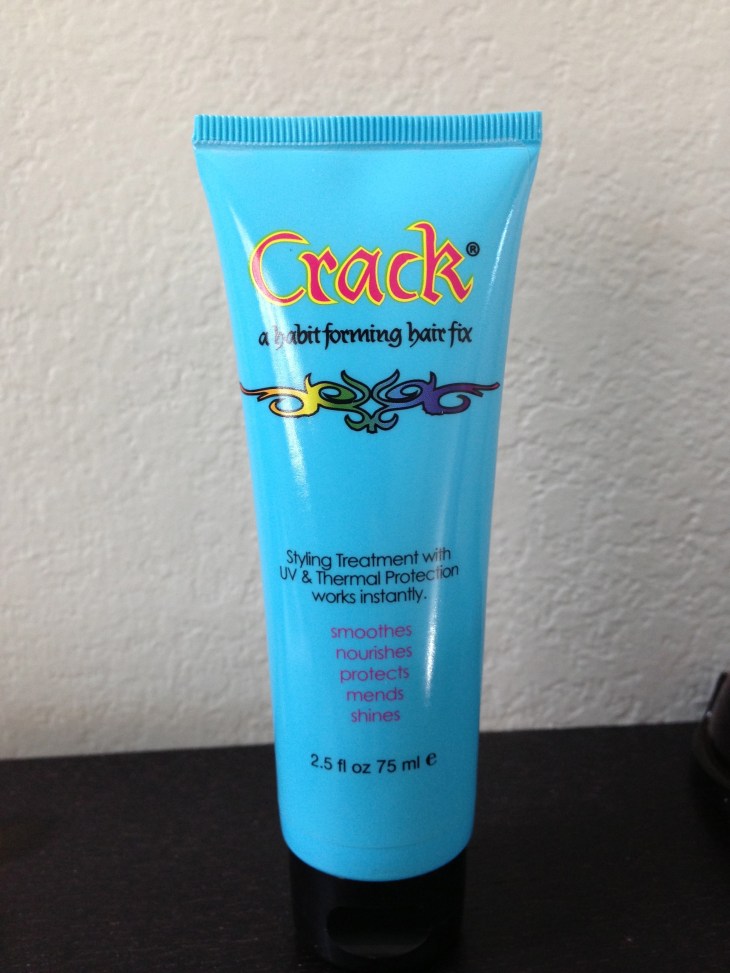 Crack®
a habit forming hair fix
Styling Treatment with
UV & Thermal Protection
works instantly.
smoothes
nourishes
protects
mends
shines
2.5 fl oz 75 ml ℮